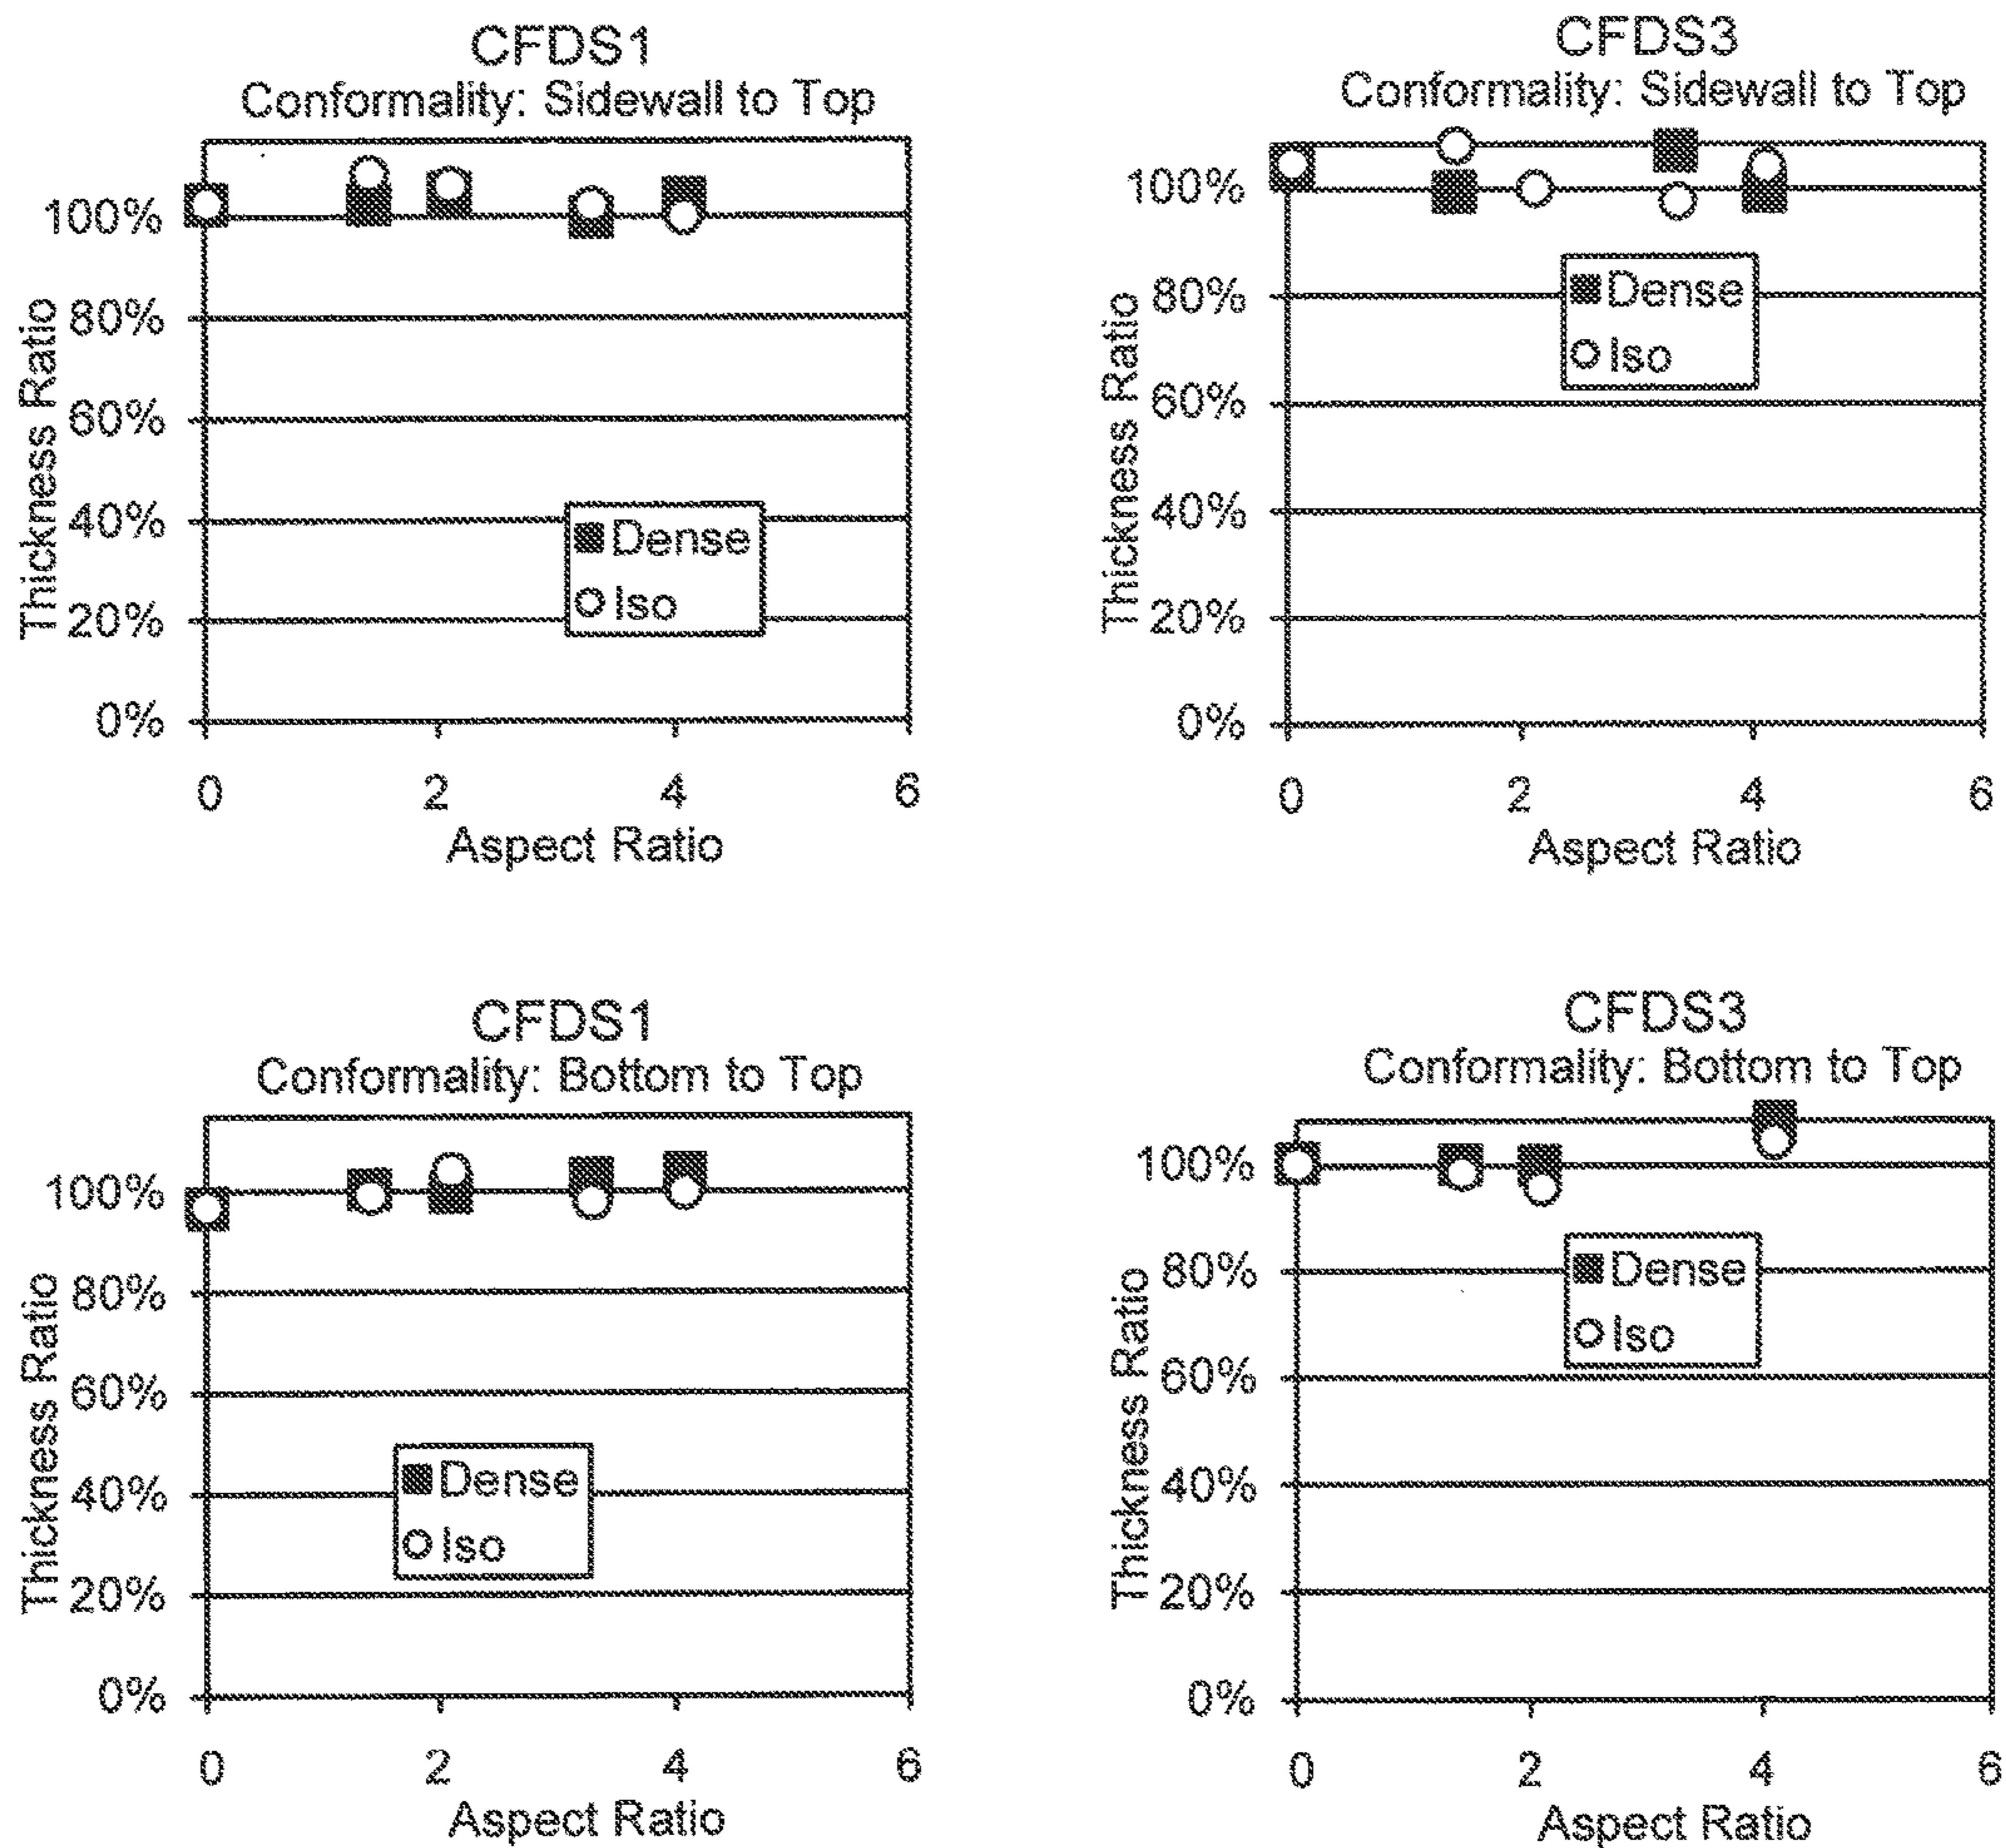 CFDS1
Conformality: Sidewall to Top
Thickness Ratio
100%
80%
60%
40%
20%
0%
Dense
Iso
0 2 4 6
Aspect Ratio
CFDS3
Conformality: Sidewall to Top
Thickness Ratio
100%
80%
60%
40%
20%
0%
Dense
Iso
0 2 4 6
Aspect Ratio
CFDS1
Conformality: Bottom to Top
Thickness Ratio
100%
80%
60%
40%
20%
0%
Dense
Iso
0 2 4 6
Aspect Ratio
CFDS3
Conformality: Bottom to Top
Thickness Ratio
100%
80%
60%
40%
20%
0%
Dense
Iso
0 2 4 6
Aspect Ratio